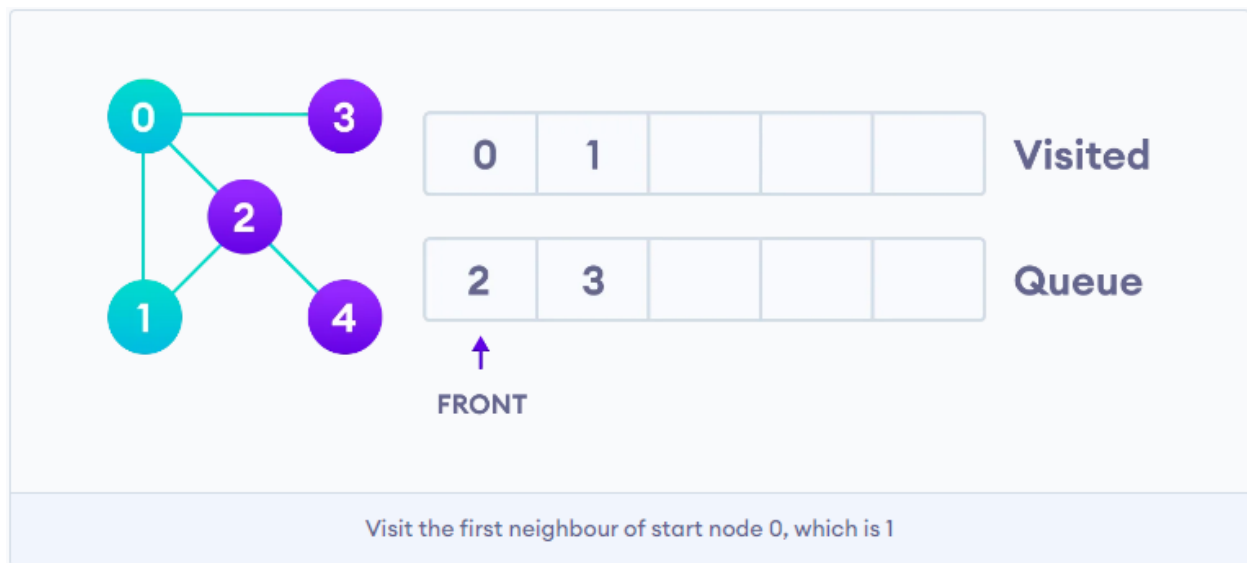 0
3
2
1
4
0 1
Visited
2 3
Queue
FRONT
Visit the first neighbour of start node 0, which is 1